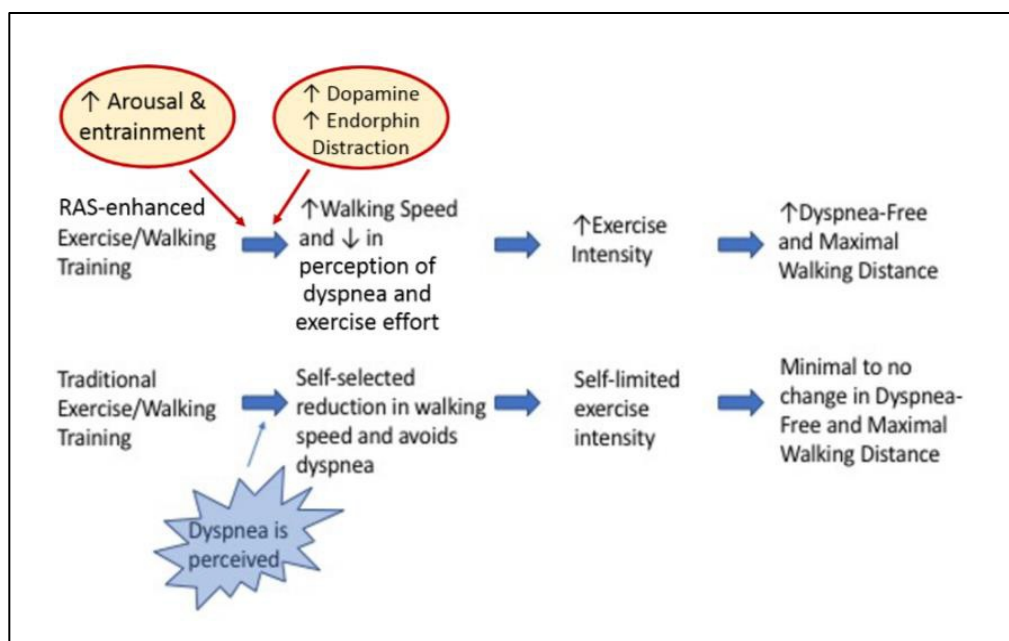 ↑ Arousal &
entrainment
↑ Dopamine
↑ Endorphin
Distraction
RAS-enhanced
Exercise/Walking
Training
↑Walking Speed
and ↓ in
perception of
dyspnea and
exercise effort
↑Exercise
Intensity
↑Dyspnea-Free
and Maximal
Walking Distance
Traditional
Exercise/Walking
Training
Self-selected
reduction in walking
speed and avoids
dyspnea
Self-limited
exercise
intensity
Minimal to no
change in Dyspnea-
Free and Maximal
Walking Distance
Dyspnea is
perceived